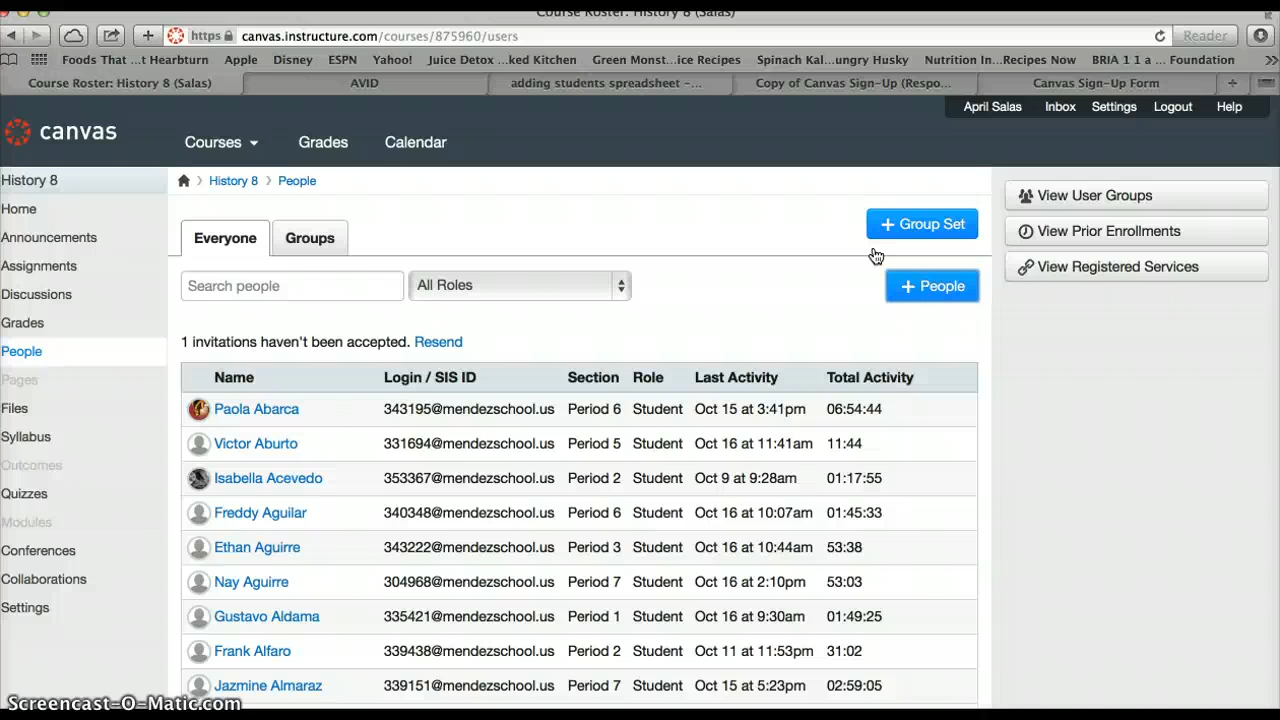 Course Roster: History 8 (Salas)
https canvas.instructure.com/courses/875960/users Reader
Foods That ...t Hearburn Apple Disney ESPN Yahoo! Juice Detox ...ked Kitchen Green Monst...ice Recipes Spinach Kal...ungry Husky Nutrition In...Recipes Now BRIA 1 1 a ... Foundation
Course Roster: History 8 (Salas) AVID adding students spreadsheet -... Copy of Canvas Sign-Up (Respo... Canvas Sign-Up Form
April Salas Inbox Settings Logout Help
canvas Courses Grades Calendar
History 8
Home
Announcements
Assignments
Discussions
Grades
People
Pages
Files
Syllabus
Outcomes
Quizzes
Modules
Conferences
Collaborations
Settings
History 8 People
Everyone Groups + Group Set
Search people All Roles + People
1 invitations haven't been accepted. Resend
Name Login / SIS ID Section Role Last Activity Total Activity
Paola Abarca 343195@mendezschool.us Period 6 Student Oct 15 at 3:41pm 06:54:44
Victor Aburto 331694@mendezschool.us Period 5 Student Oct 16 at 11:41am 11:44
Isabella Acevedo 353367@mendezschool.us Period 2 Student Oct 9 at 9:28am 01:17:55
Freddy Aguilar 340348@mendezschool.us Period 6 Student Oct 16 at 10:07am 01:45:33
Ethan Aguirre 343222@mendezschool.us Period 3 Student Oct 16 at 10:44am 53:38
Nay Aguirre 304968@mendezschool.us Period 7 Student Oct 16 at 2:10pm 53:03
Gustavo Aldama 335421@mendezschool.us Period 1 Student Oct 16 at 9:30am 01:49:25
Frank Alfaro 339438@mendezschool.us Period 2 Student Oct 11 at 11:53pm 31:02
Jazmine Almaraz 339151@mendezschool.us Period 7 Student Oct 15 at 5:23pm 02:59:05
View User Groups
View Prior Enrollments
View Registered Services
Screencast-O-Matic.com